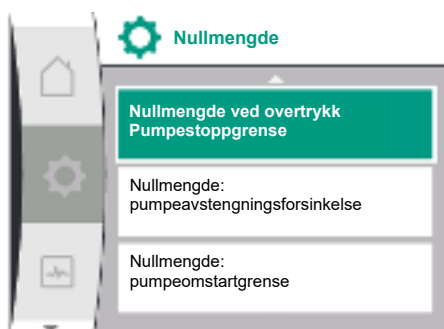 Nullmengde
Nullmengde ved overtrykk
Pumpestoppgrense
Nullmengde:
pumpeavstengningsforsinkelse
Nullmengde:
pumpeomstartgrense